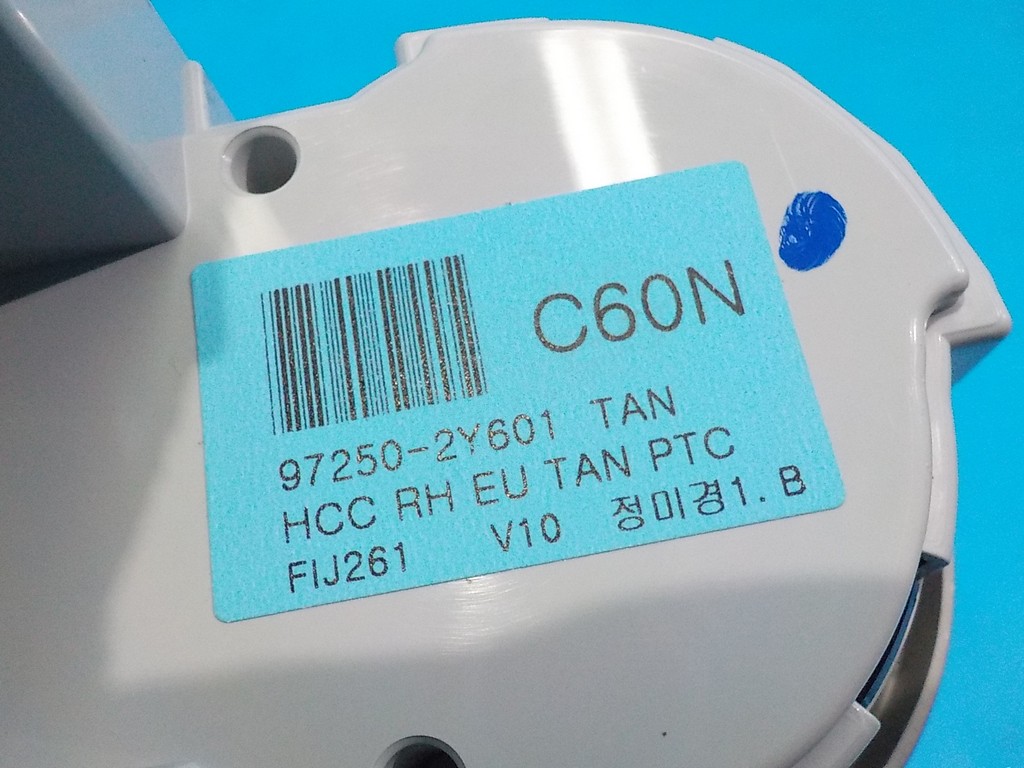 C60N
97250-2Y601 TAN
HCC RH EU TAN PTC
FIJ261 V10 정미경1. B